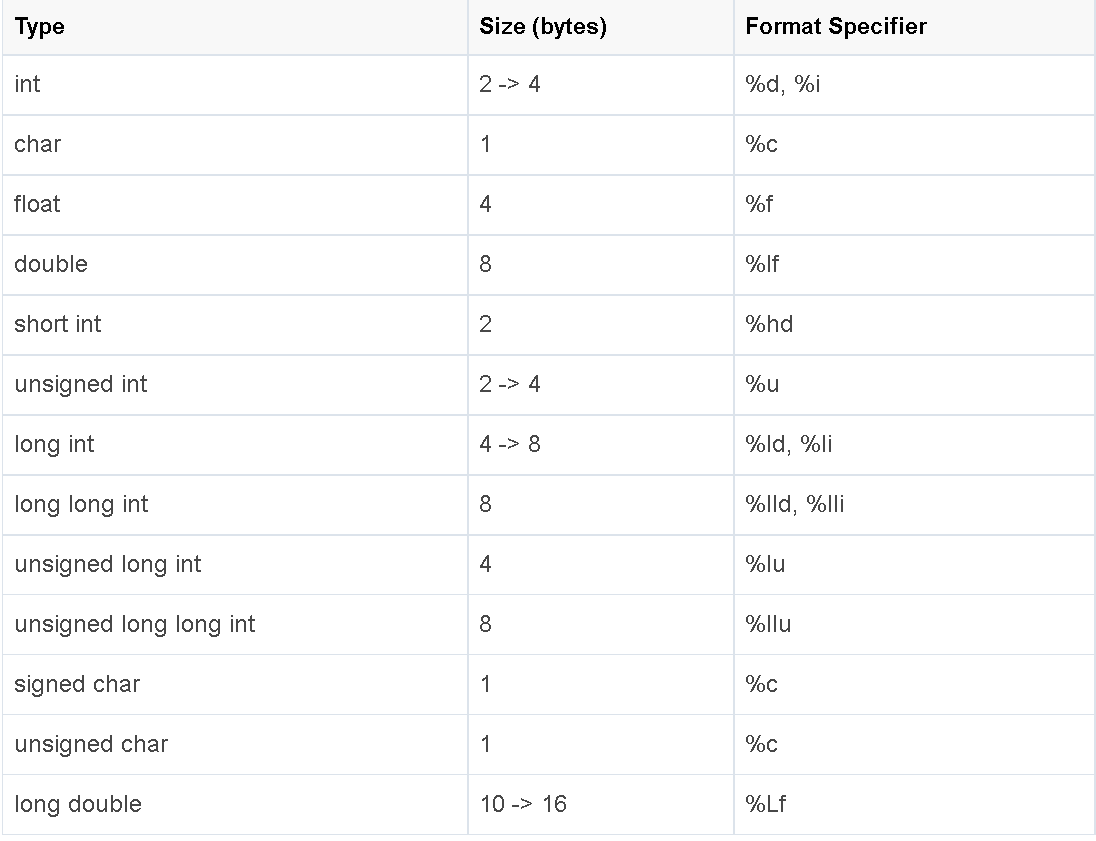 Type Size (bytes) Format Specifier
int 2 -> 4 %d, %i
char 1 %c
float 4 %f
double 8 %lf
short int 2 %hd
unsigned int 2 -> 4 %u
long int 4 -> 8 %ld, %li
long long int 8 %lld, %lli
unsigned long int 4 %lu
unsigned long long int 8 %llu
signed char 1 %c
unsigned char 1 %c
long double 10 -> 16 %Lf